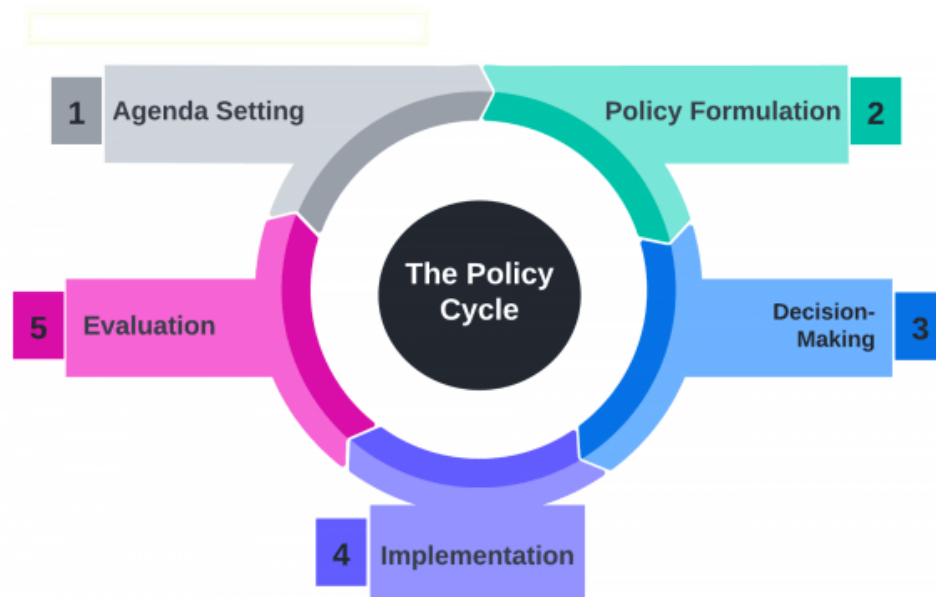 1 Agenda Setting
Policy Formulation 2
The Policy
Cycle
Decision-
Making
3
5 Evaluation
4 Implementation